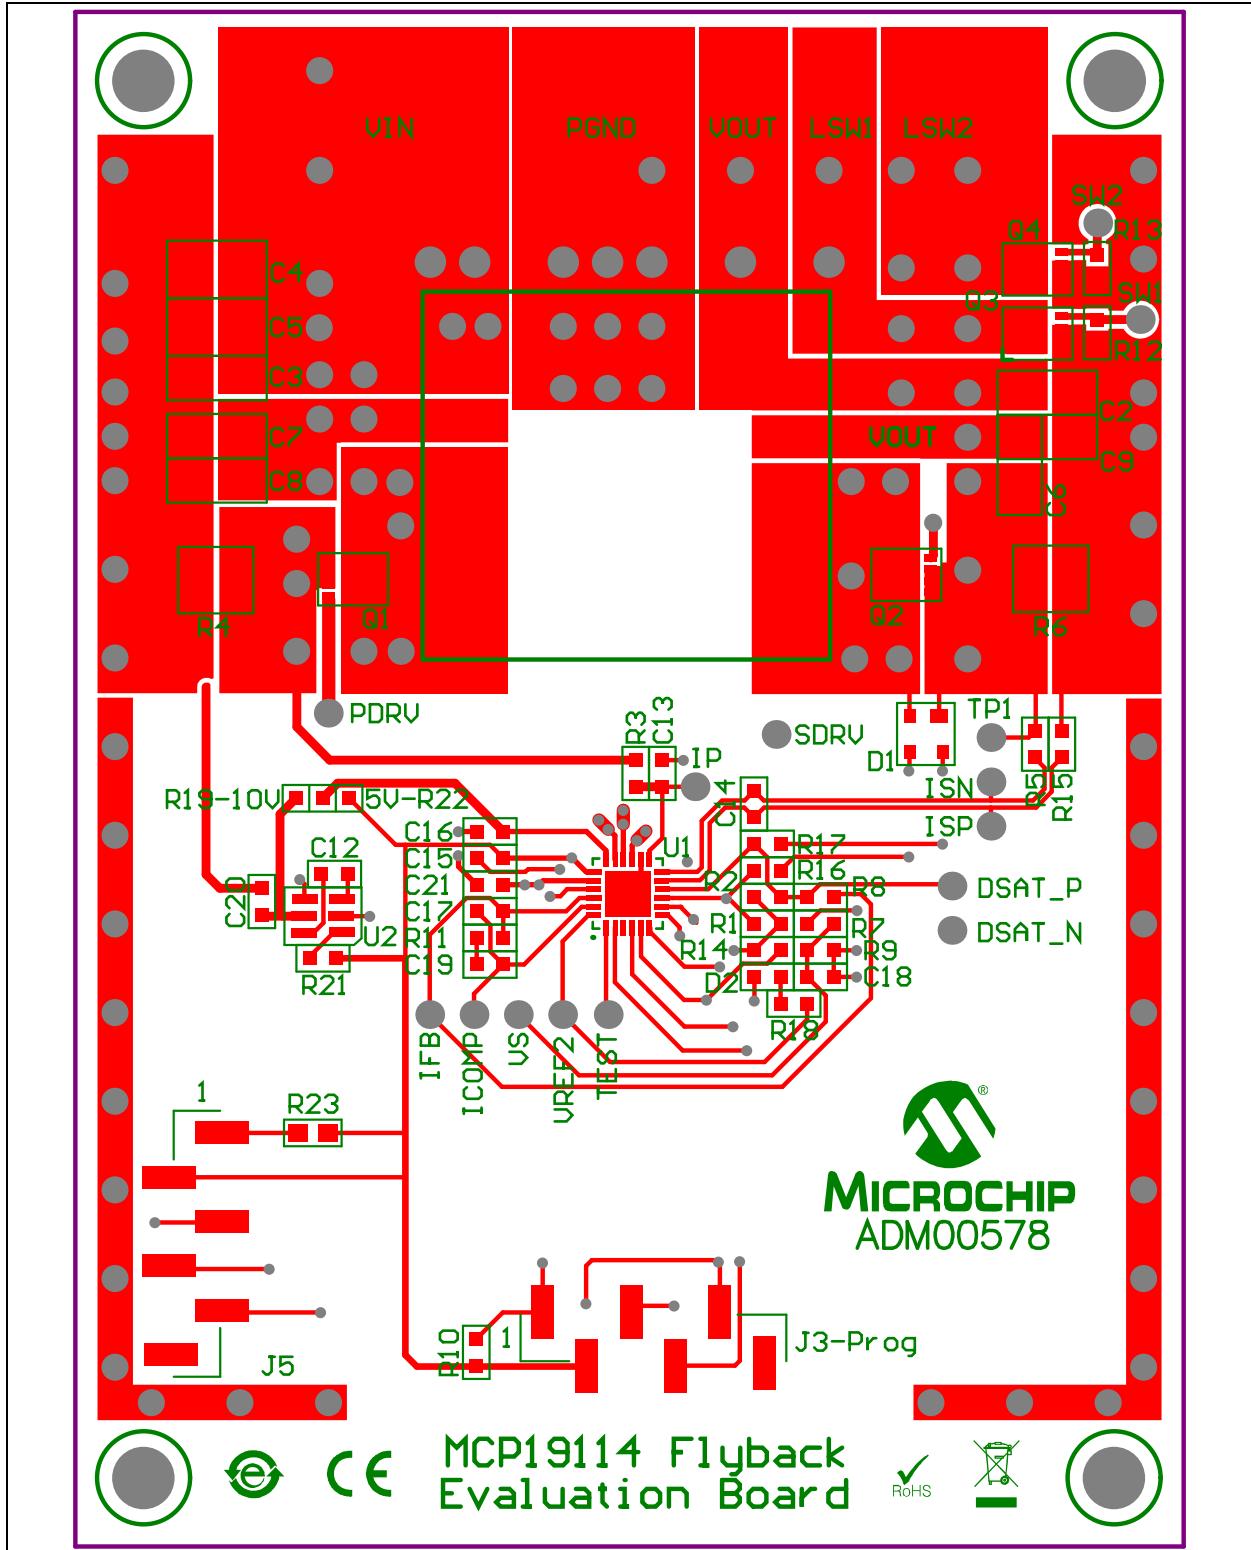 VIN PGND VOUT LSW1 LSW2
SW2
Q4 R13
C4
Q3 SW1
C5
R12
C3
C2
C7 VOUT
C9
C8
C6
R4 Q1 Q2 R6
PDRV
R3 C13
SDRV
TP1
IP
D1
R19-10V 5V-R22
C14
ISN R5 R15
ISP
C16
C12
C15
U1
R17
C21
R2
R16
C20
C17
R8
DSAT_P
U2
R11
R1
R7
DSAT_N
C19
R14
R9
R21
D2
C18
R18
IFB
ICOMP
VS
VREF2
TEST
1
R23
®
MICROCHIP
ADM00578
R10
1
J3-Prog
J5
MCP19114 Flyback
Evaluation Board
CE
e
RoHS